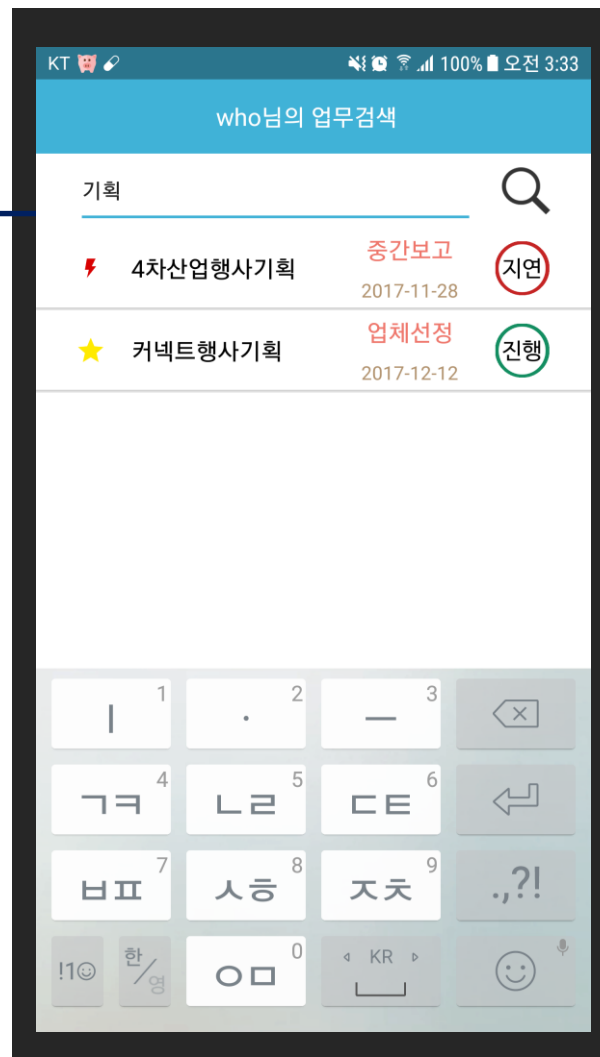 KT 100% 오전 3:33
who님의 업무검색
기획
4차산업행사기획 중간보고 지연
2017-11-28
커넥트행사기획 업체선정 진행
2017-12-12
ㅣ 1 · 2 ㅡ 3
ㄱㅋ 4 ㄴㄹ 5 ㄷㅌ 6
ㅂㅍ 7 ㅅㅎ 8 ㅈㅊ 9 .,?!
!1☺ 한/영 ㅇㅁ 0 KR